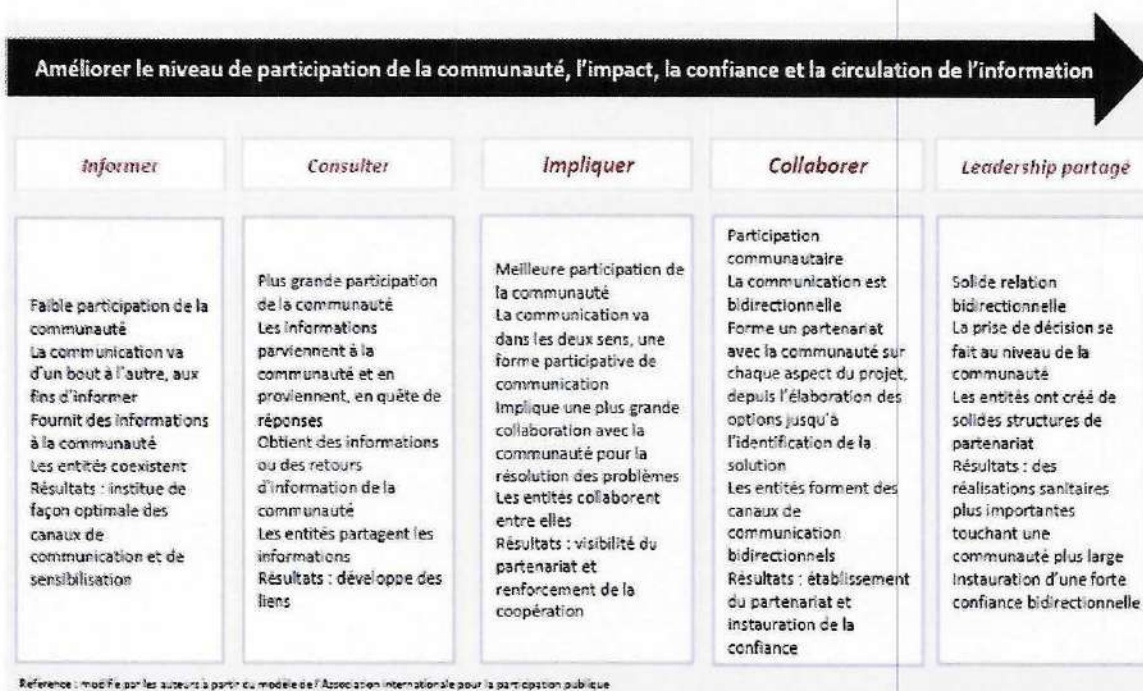 Améliorer le niveau de participation de la communauté, l'impact, la confiance et la circulation de l'information
Informer
Consulter
Impliquer
Collaborer
Leadership partagé
Faible participation de la
communauté
La communication va
d'un bout à l'autre, aux
fins d'informer
Fournit des informations
à la communauté
Les entités coexistent
Résultats : institue de
façon optimale des
canaux de
communication et de
sensibilisation
Plus grande participation
de la communauté
Les informations
parviennent à la
communauté et en
proviennent, en quête de
réponses
Obtient des informations
ou des retours
d'information de la
communauté
Les entités partagent les
informations
Résultats : développe des
liens
Meilleure participation de
la communauté
La communication va
dans les deux sens, une
forme participative de
communication
Implique une plus grande
collaboration avec la
communauté pour la
résolution des problèmes
Les entités collaborent
entre elles
Résultats : visibilité du
partenariat et
renforcement de la
coopération
Participation
communautaire
La communication est
bidirectionnelle
Forme un partenariat
avec la communauté sur
chaque aspect du projet,
depuis l'élaboration des
options jusqu'à
l'identification de la
solution
Les entités forment des
canaux de
communication
bidirectionnels
Résultats : établissement
du partenariat et
instauration de la
confiance
Solide relation
bidirectionnelle
La prise de décision se
fait au niveau de la
communauté
Les entités ont créé de
solides structures de
partenariat
Résultats : des
réalisations sanitaires
plus importantes
touchant une
communauté plus large
Instauration d'une forte
confiance bidirectionnelle
Référence : modifié par les auteurs à partir du modèle de l'Association internationale pour la participation publique